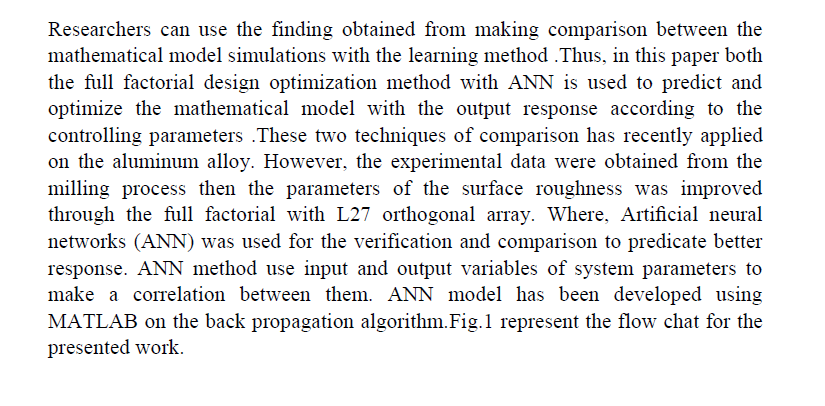 Researchers can use the finding obtained from making comparison between the
mathematical model simulations with the learning method .Thus, in this paper both
the full factorial design optimization method with ANN is used to predict and
optimize the mathematical model with the output response according to the
controlling parameters .These two techniques of comparison has recently applied
on the aluminum alloy. However, the experimental data were obtained from the
milling process then the parameters of the surface roughness was improved
through the full factorial with L27 orthogonal array. Where, Artificial neural
networks (ANN) was used for the verification and comparison to predicate better
response. ANN method use input and output variables of system parameters to
make a correlation between them. ANN model has been developed using
MATLAB on the back propagation algorithm.Fig.1 represent the flow chat for the
presented work.